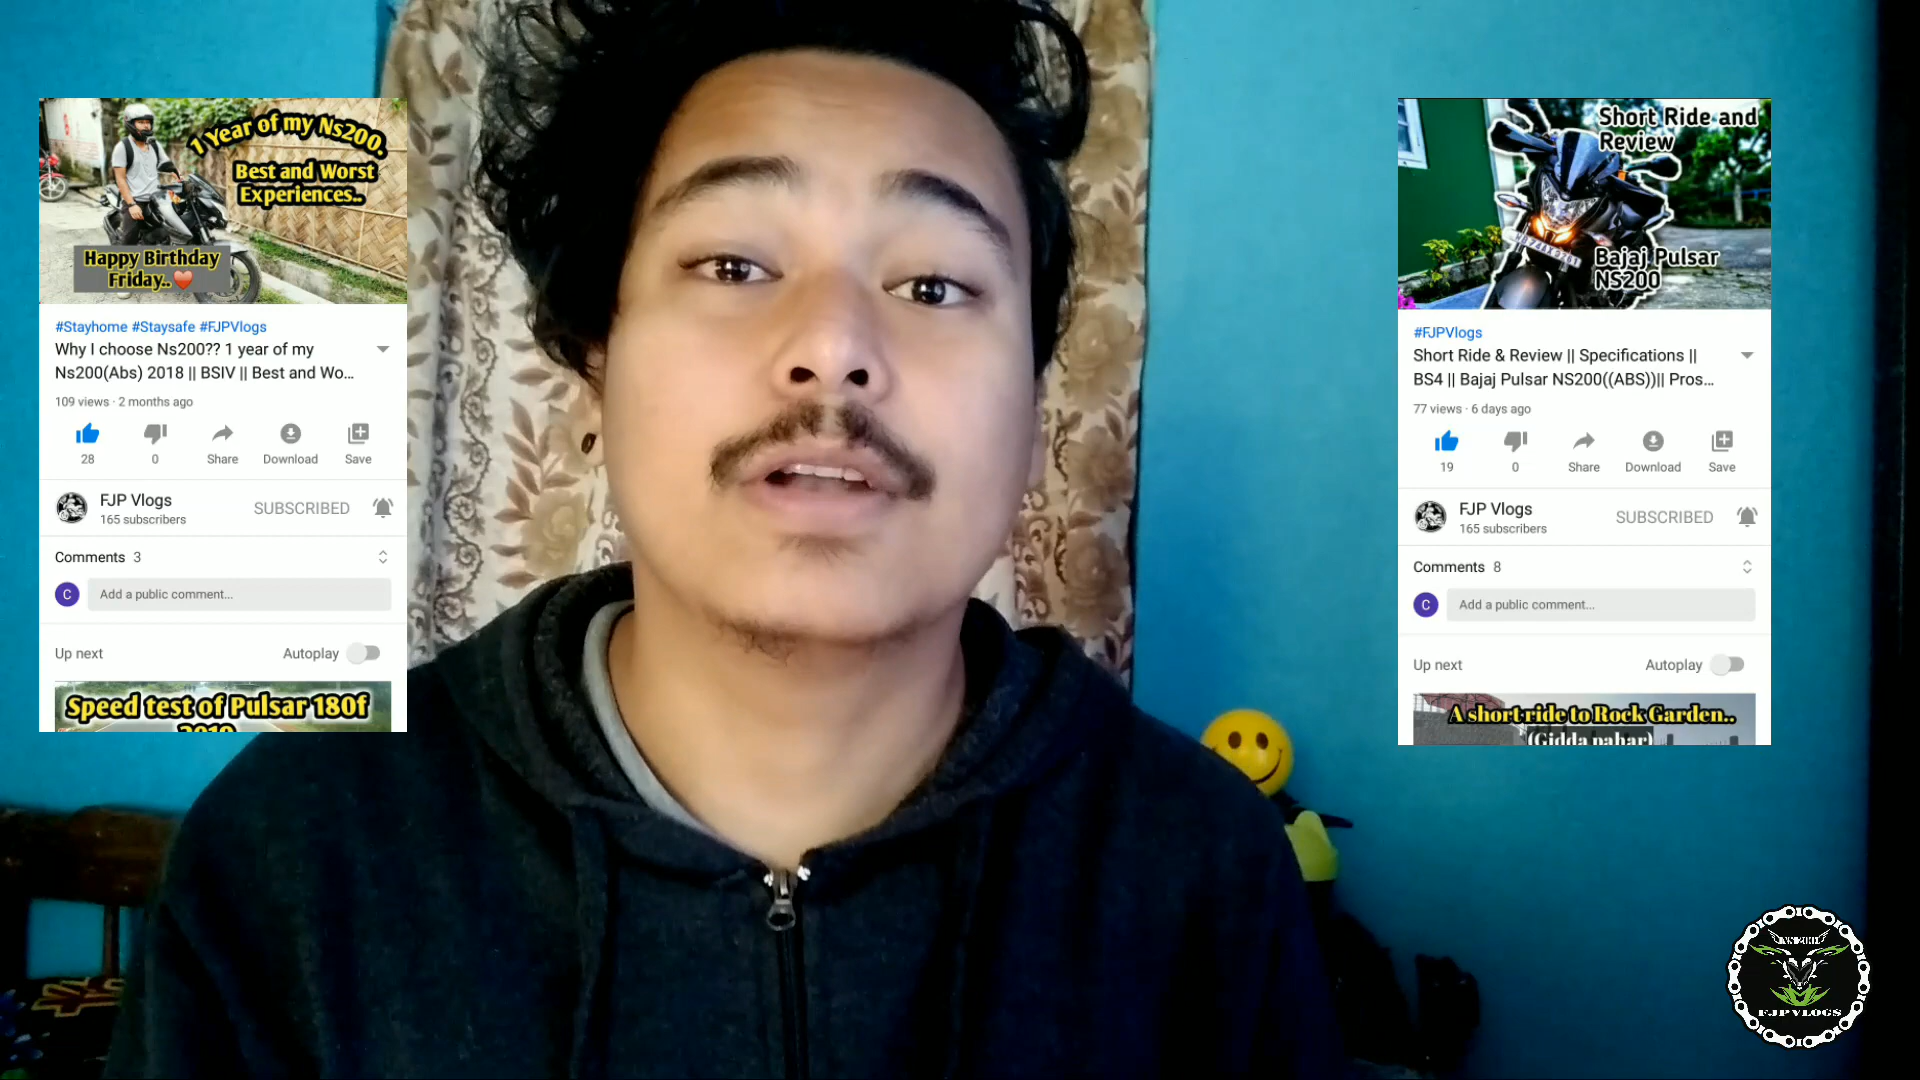 1 Year of my Ns200.
Best and Worst
Experiences..
Happy Birthday
Friday..
#Stayhome #Staysafe #FJPVlogs
Why I choose Ns200?? 1 year of my
Ns200(Abs) 2018 || BSIV || Best and Wo...
109 views · 2 months ago
28
0
Share
Download
Save
FJP Vlogs
165 subscribers
SUBSCRIBED
Comments 3
C
Add a public comment...
Up next
Autoplay
Speed test of Pulsar 180f
2019
Short Ride and
Review
Bajaj Pulsar
NS200
#FJPVlogs
Short Ride & Review || Specifications ||
BS4 || Bajaj Pulsar NS200((ABS))|| Pros...
77 views · 6 days ago
19
0
Share
Download
Save
FJP Vlogs
165 subscribers
SUBSCRIBED
Comments 8
C
Add a public comment...
Up next
Autoplay
A short ride to Rock Garden..
(Gidda pahar)
NS 200
FJP VLOGS